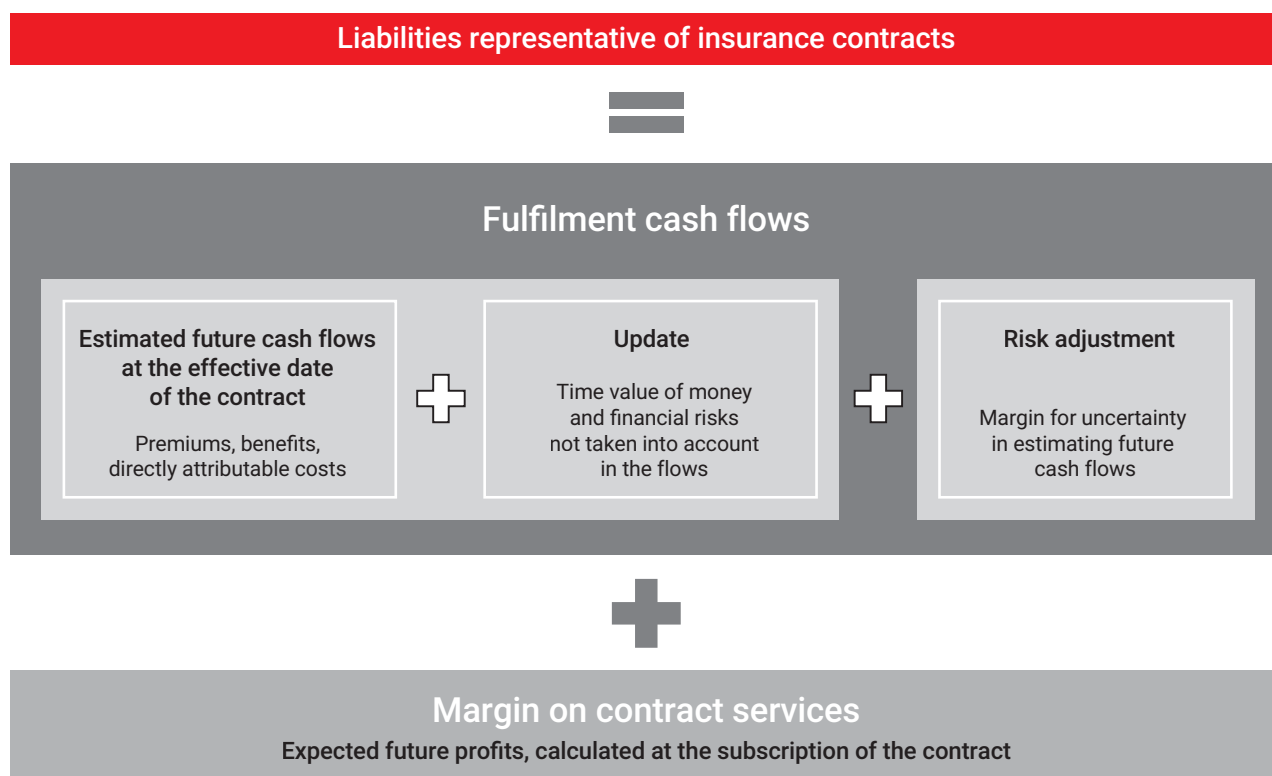 Liabilities representative of insurance contracts
Fulfilment cash flows
Estimated future cash flows
at the effective date
of the contract
Premiums, benefits,
directly attributable costs
Update
Time value of money
and financial risks
not taken into account
in the flows
Risk adjustment
Margin for uncertainty
in estimating future
cash flows
Margin on contract services
Expected future profits, calculated at the subscription of the contract